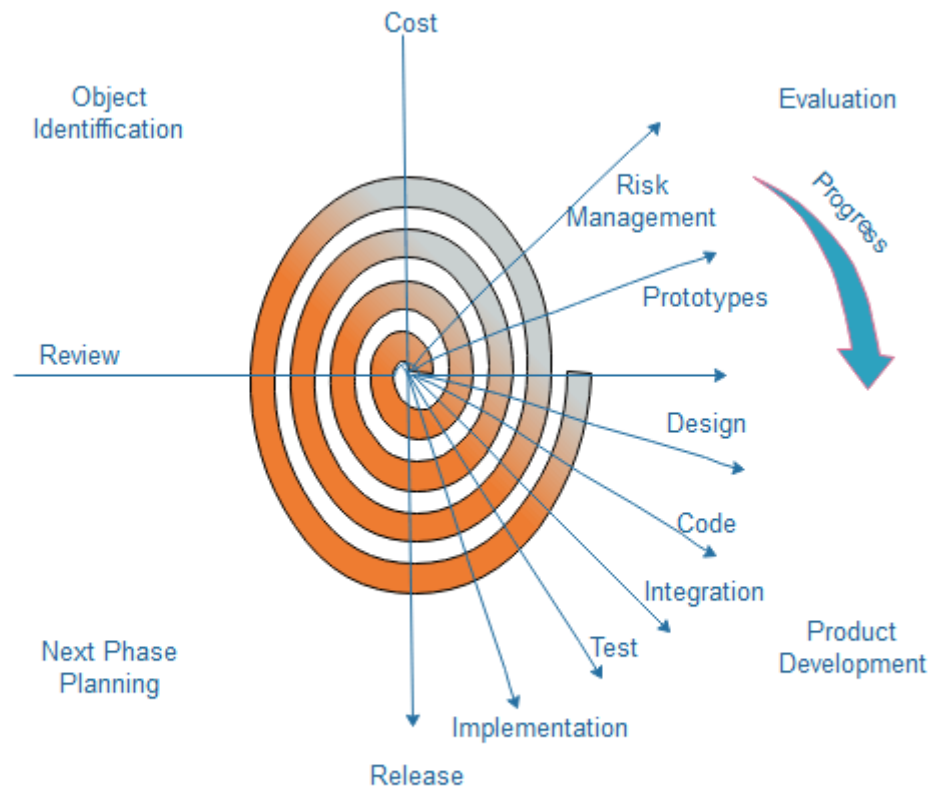 Cost
Object
Identiffication
Evaluation
Risk
Management
Progress
Prototypes
Review
Design
Code
Integration
Test
Product
Development
Next Phase
Planning
Implementation
Release